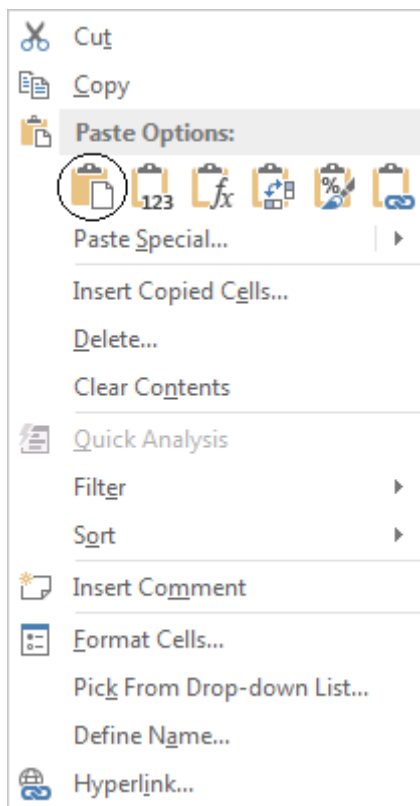 Cut
Copy
Paste Options:
123 fx %
Paste Special...
Insert Copied Cells...
Delete...
Clear Contents
Quick Analysis
Filter
Sort
Insert Comment
Format Cells...
Pick From Drop-down List...
Define Name...
Hyperlink...